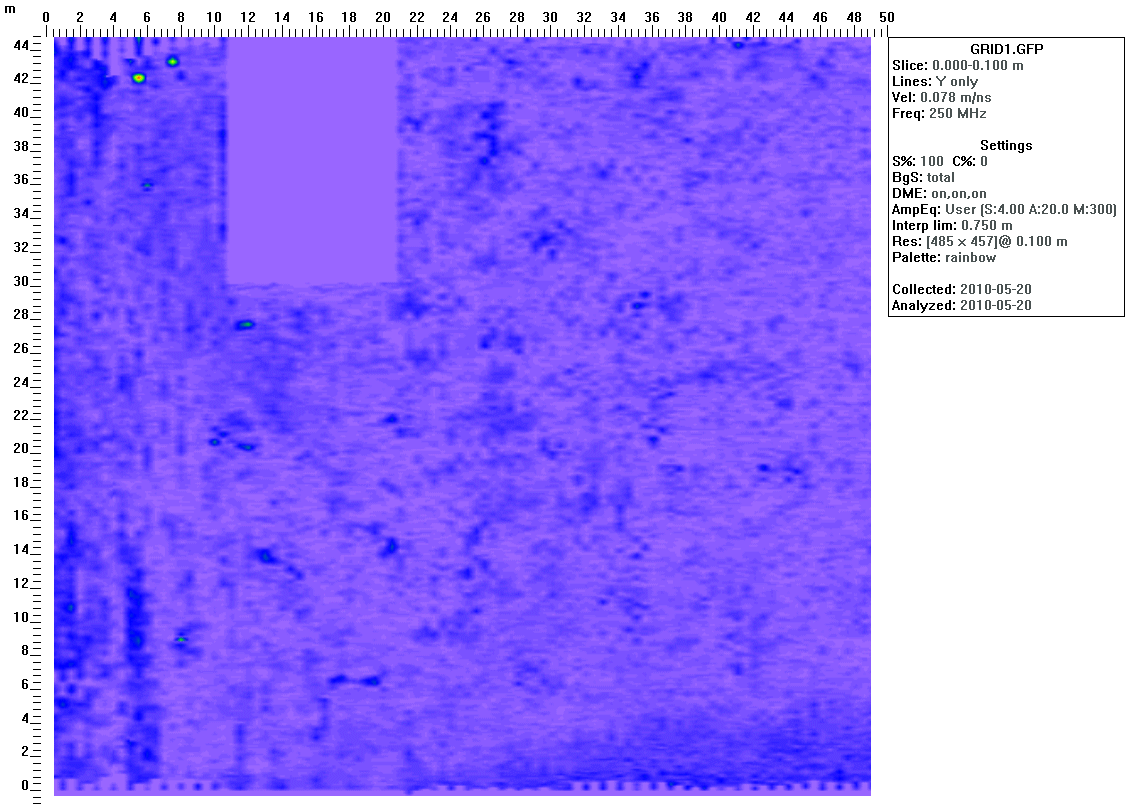 m
0 2 4 6 8 10 12 14 16 18 20 22 24 26 28 30 32 34 36 38 40 42 44 46 48 50
44
42
40
38
36
34
32
30
28
26
24
22
20
18
16
14
12
10
8
6
4
2
0
GRID1.GFP
Slice: 0.000-0.100 m
Lines: Y only
Vel: 0.078 m/ns
Freq: 250 MHz
Settings
S%: 100 C%: 0
BgS: total
DME: on,on,on
AmpEq: User (S:4.00 A:20.0 M:300)
Interp lim: 0.750 m
Res: [485 × 457]@ 0.100 m
Palette: rainbow
Collected: 2010-05-20
Analyzed: 2010-05-20